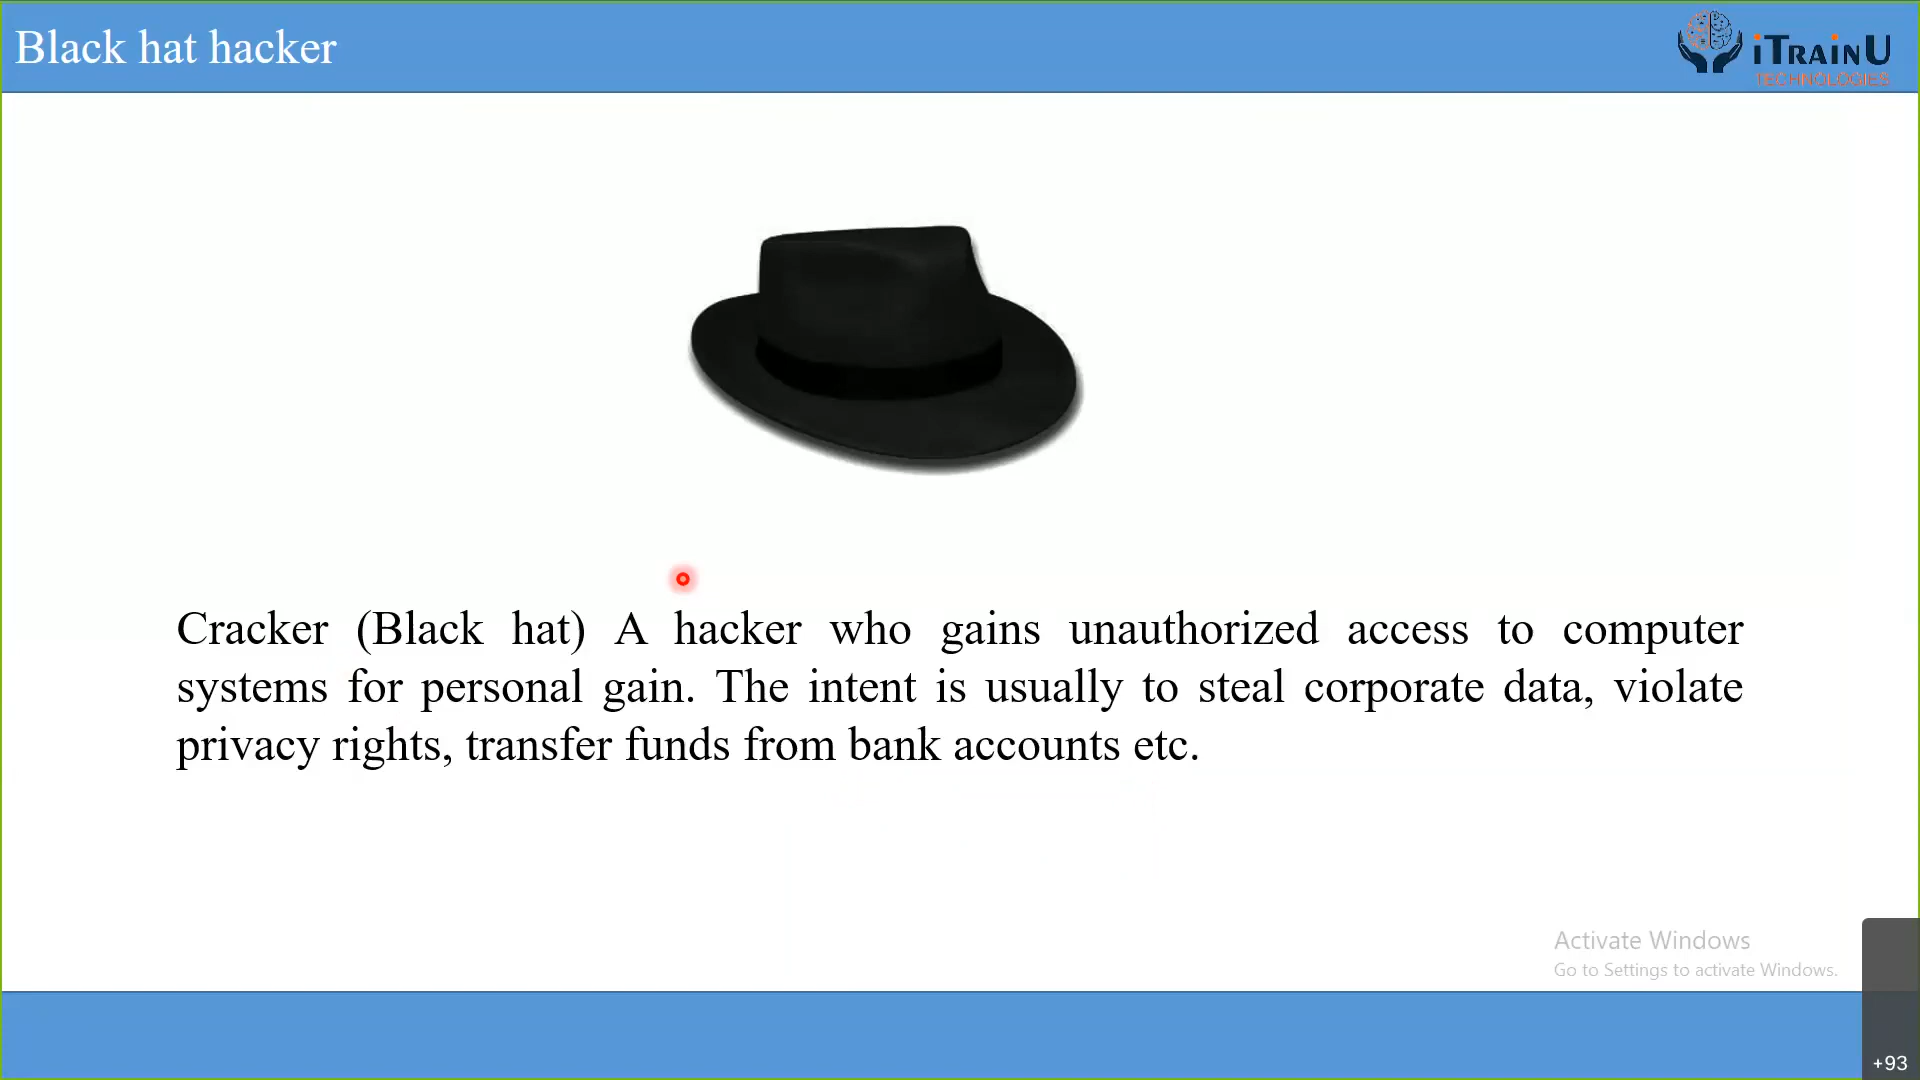 Black hat hacker
iTRAINU
TECHNOLOGIES
Cracker (Black hat) A hacker who gains unauthorized access to computer
systems for personal gain. The intent is usually to steal corporate data, violate
privacy rights, transfer funds from bank accounts etc.
Activate Windows
Go to Settings to activate Windows.
+93